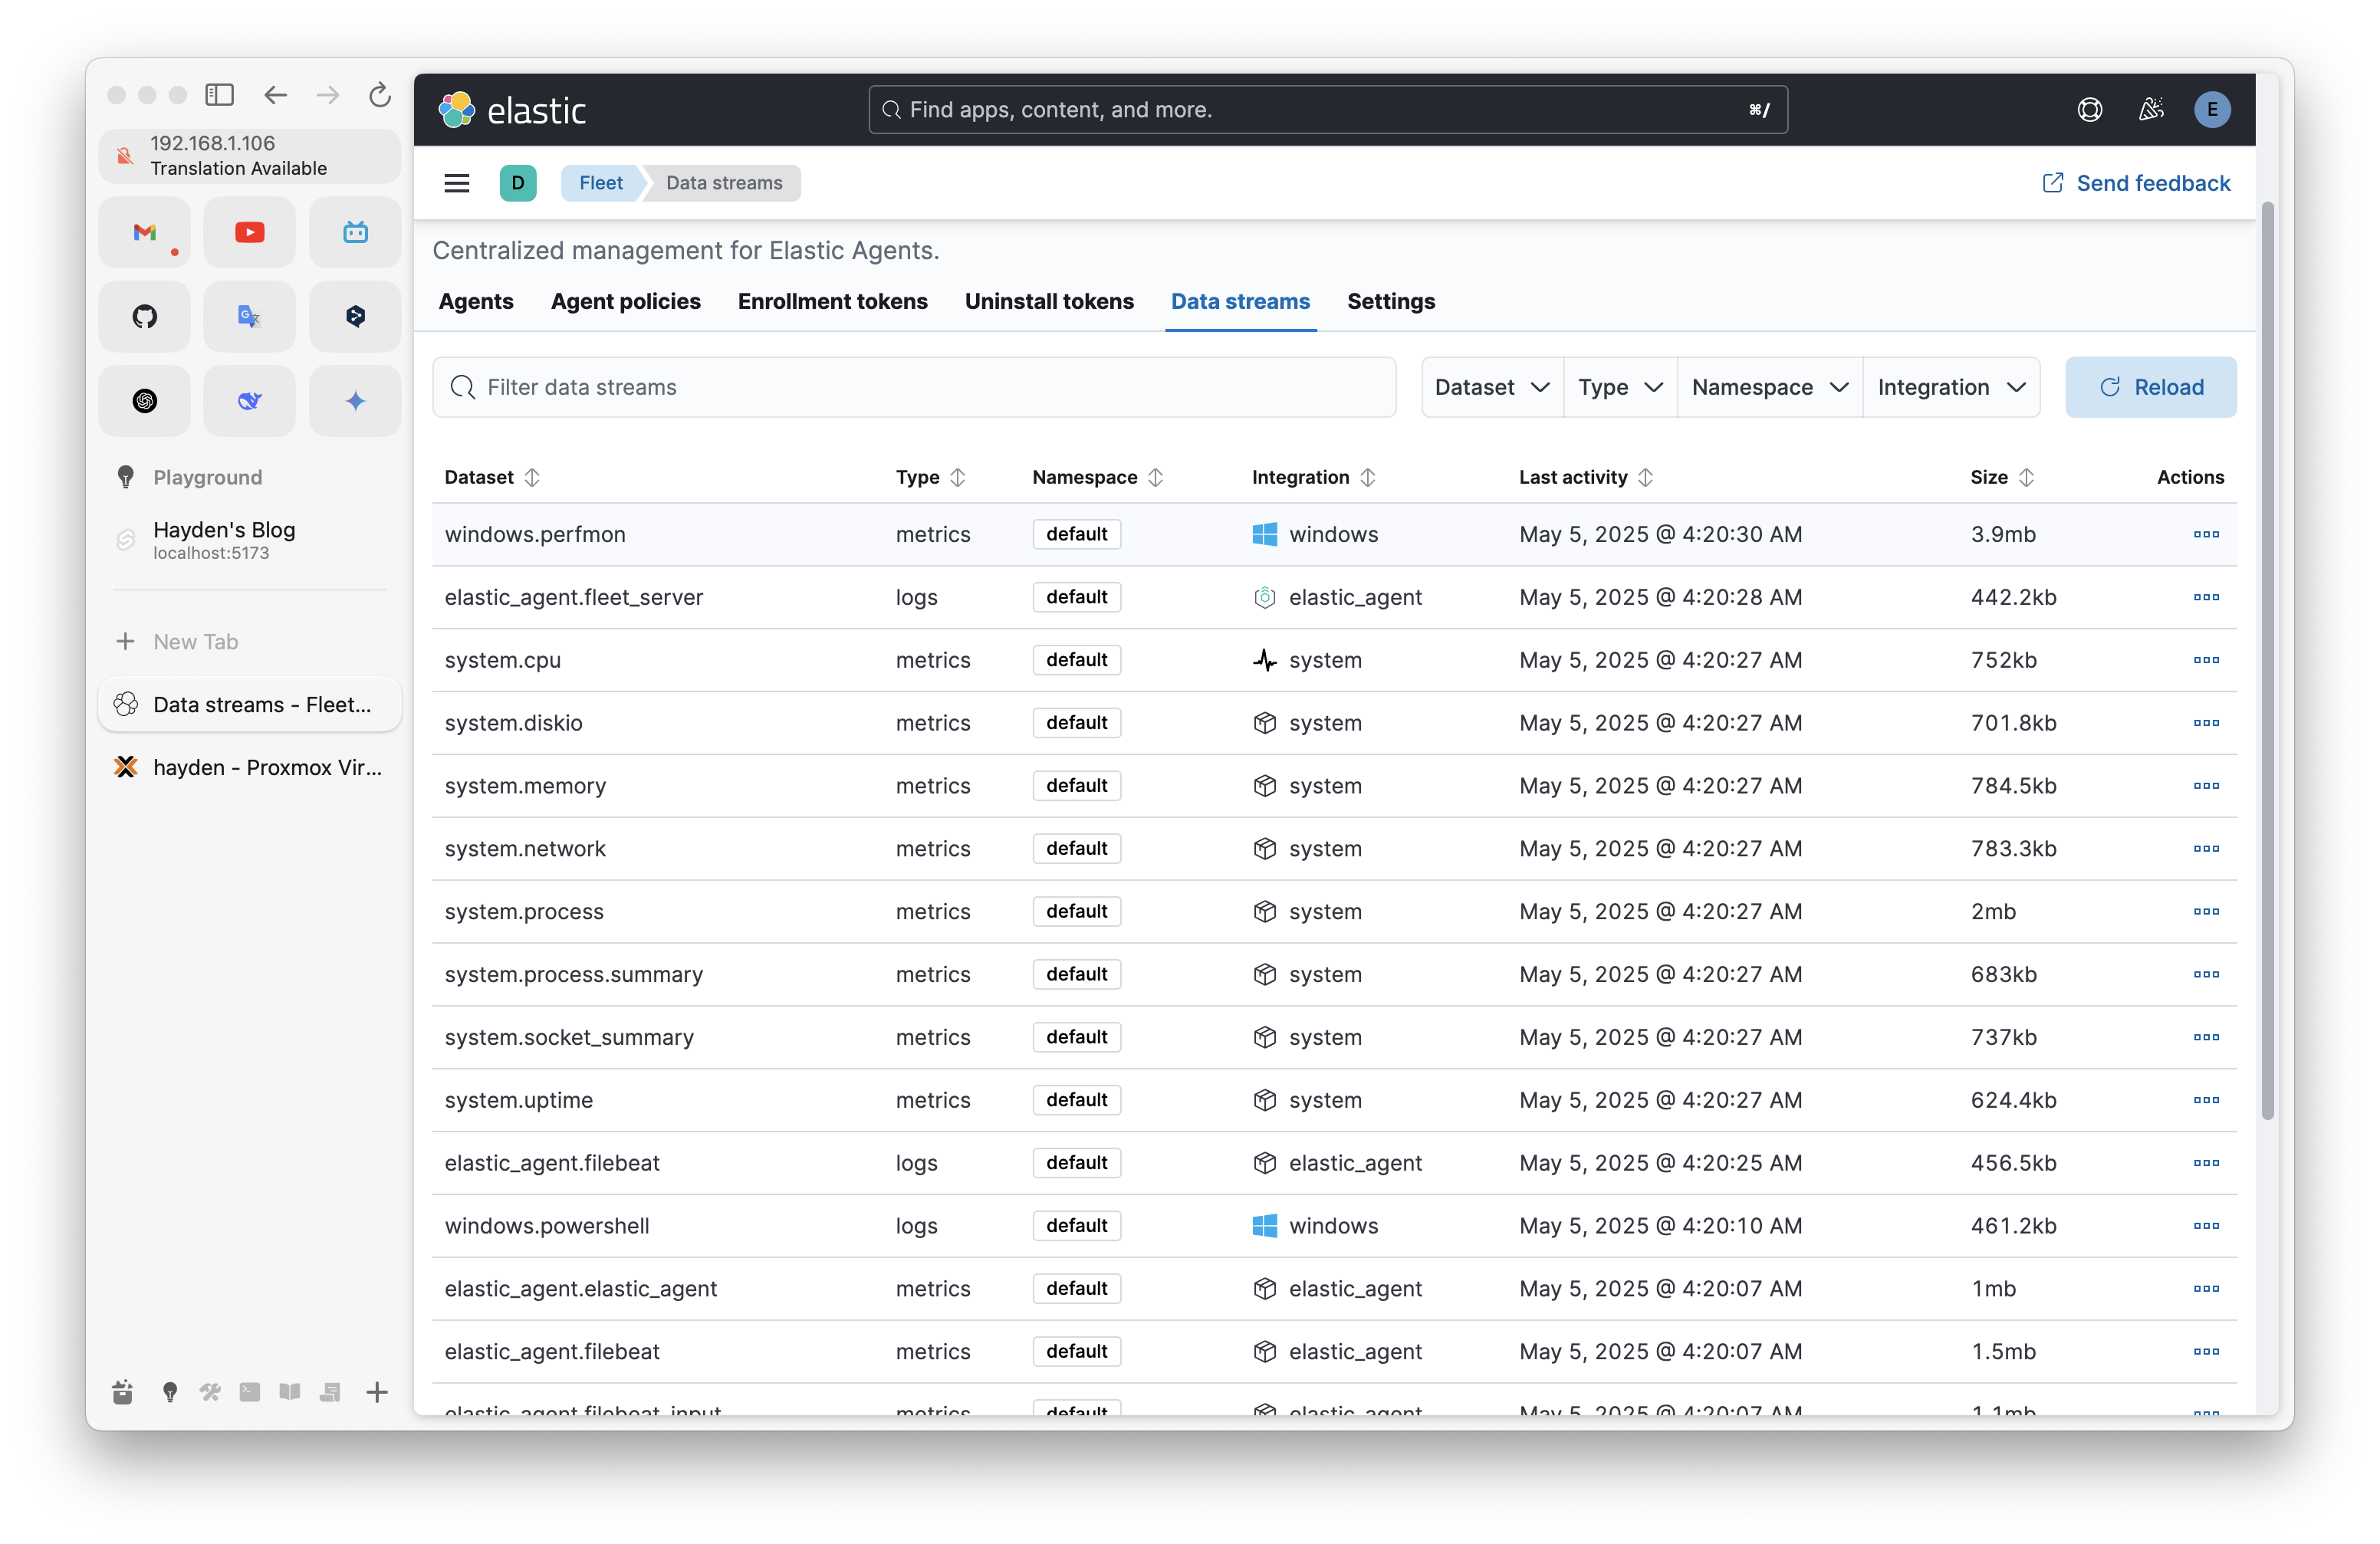 192.168.1.106
Translation Available
Playground
Hayden's Blog
localhost:5173
New Tab
Data streams - Fleet...
hayden - Proxmox Vir...
elastic
Find apps, content, and more.
⌘/
E
D
Fleet
Data streams
Send feedback
Centralized management for Elastic Agents.
Agents Agent policies Enrollment tokens Uninstall tokens Data streams Settings
Filter data streams
Dataset Type Namespace Integration
Reload
Dataset Type Namespace Integration Last activity Size Actions
windows.perfmon metrics default windows May 5, 2025 @ 4:20:30 AM 3.9mb
elastic_agent.fleet_server logs default elastic_agent May 5, 2025 @ 4:20:28 AM 442.2kb
system.cpu metrics default system May 5, 2025 @ 4:20:27 AM 752kb
system.diskio metrics default system May 5, 2025 @ 4:20:27 AM 701.8kb
system.memory metrics default system May 5, 2025 @ 4:20:27 AM 784.5kb
system.network metrics default system May 5, 2025 @ 4:20:27 AM 783.3kb
system.process metrics default system May 5, 2025 @ 4:20:27 AM 2mb
system.process.summary metrics default system May 5, 2025 @ 4:20:27 AM 683kb
system.socket_summary metrics default system May 5, 2025 @ 4:20:27 AM 737kb
system.uptime metrics default system May 5, 2025 @ 4:20:27 AM 624.4kb
elastic_agent.filebeat logs default elastic_agent May 5, 2025 @ 4:20:25 AM 456.5kb
windows.powershell logs default windows May 5, 2025 @ 4:20:10 AM 461.2kb
elastic_agent.elastic_agent metrics default elastic_agent May 5, 2025 @ 4:20:07 AM 1mb
elastic_agent.filebeat metrics default elastic_agent May 5, 2025 @ 4:20:07 AM 1.5mb
elastic_agent.filebeat_input metrics default elastic_agent May 5, 2025 @ 4:20:07 AM 1.1mb